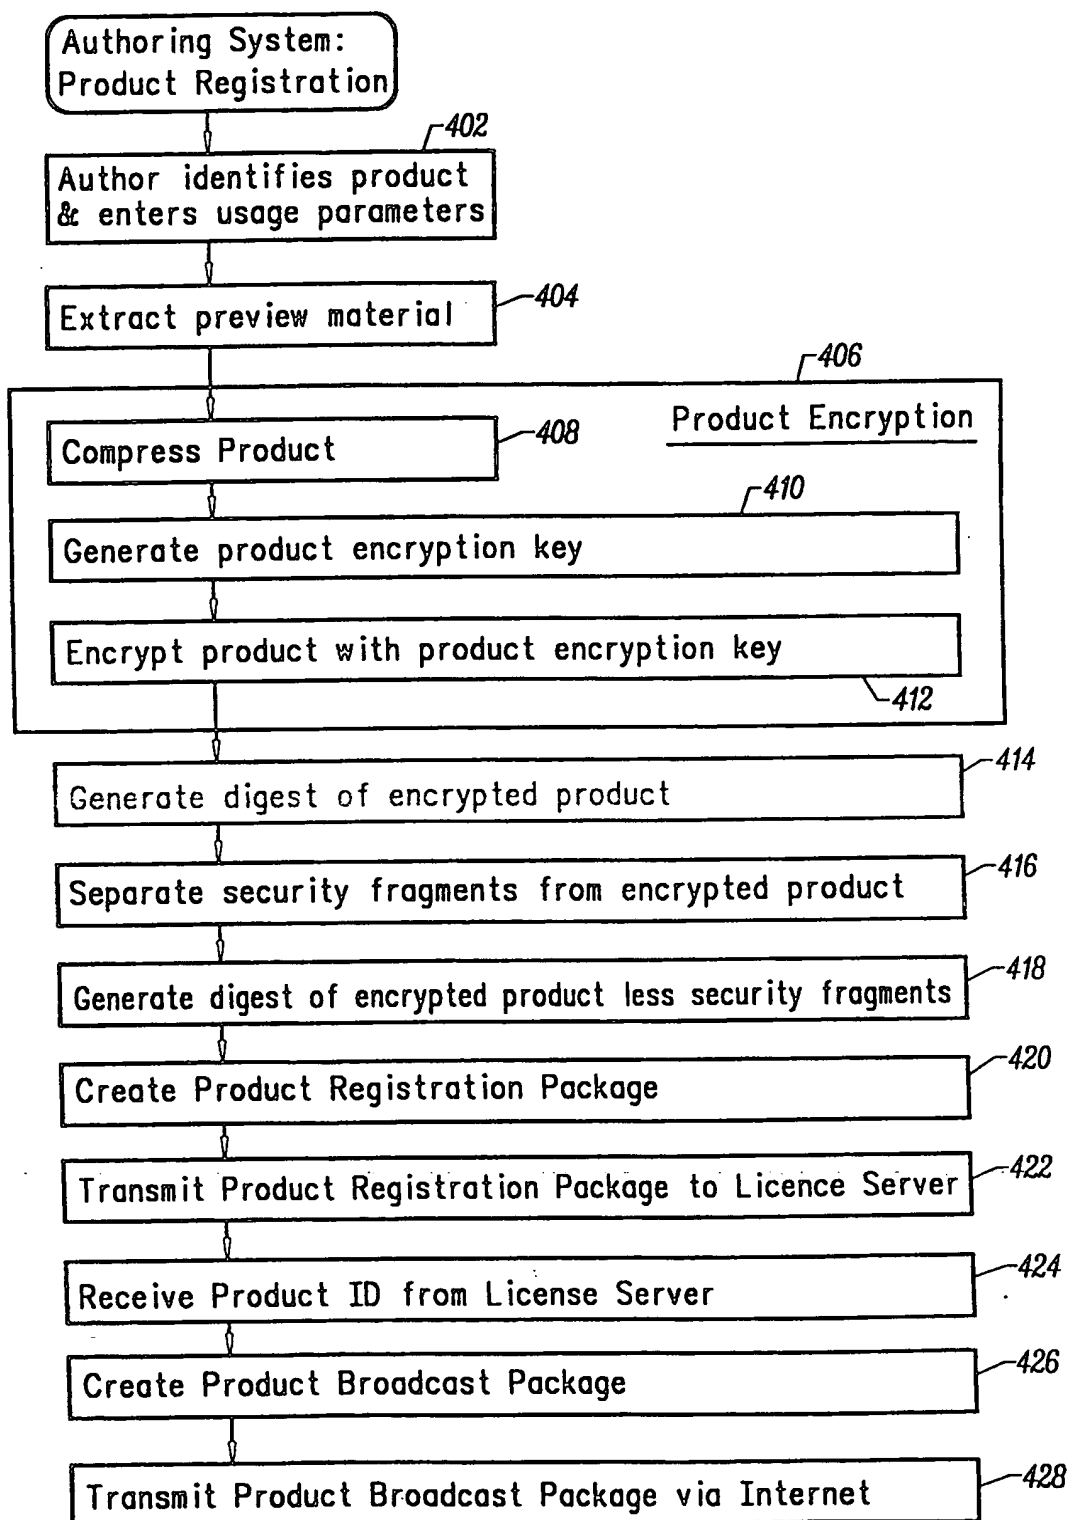 Authoring System:
Product Registration
402
Author identifies product
& enters usage parameters
404
Extract preview material
406
Product Encryption
408
Compress Product
410
Generate product encryption key
Encrypt product with product encryption key
412
414
Generate digest of encrypted product
416
Separate security fragments from encrypted product
418
Generate digest of encrypted product less security fragments
420
Create Product Registration Package
422
Transmit Product Registration Package to Licence Server
424
Receive Product ID from License Server
426
Create Product Broadcast Package
428
Transmit Product Broadcast Package via Internet